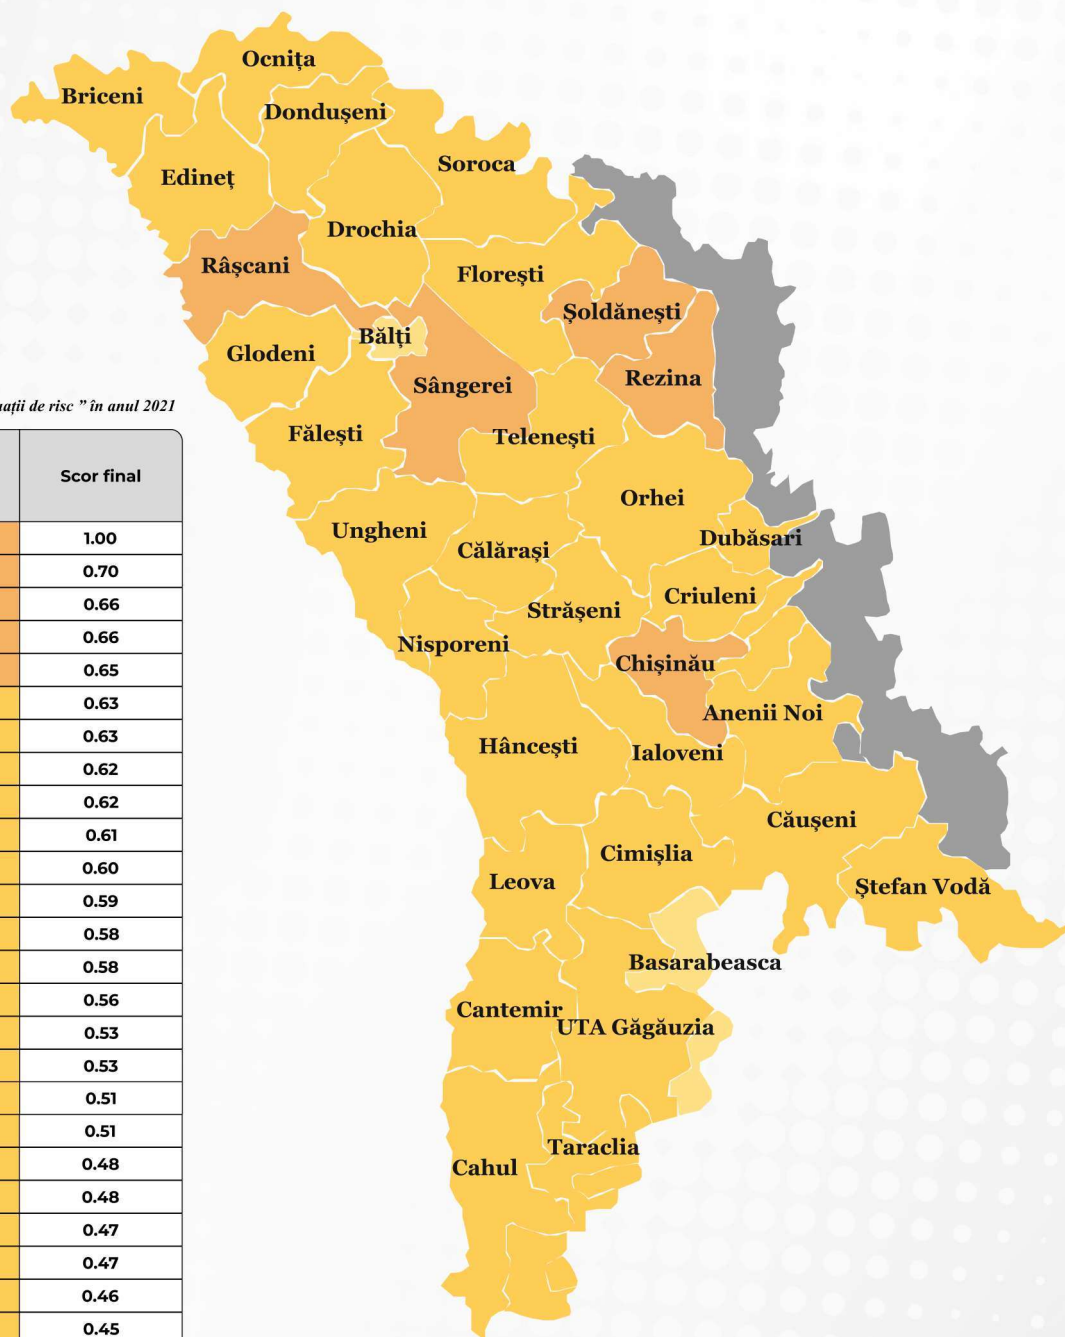 Ocnița
Briceni
Dondușeni
Soroca
Edineț
Drochia
Râșcani
Florești
Șoldănești
Bălți
Glodeni
Rezina
Sângerei
de risc ” în anul 2021
Fălești
Telenești
Scor final
Orhei
Ungheni
Dubăsari
1.00
Călărași
0.70
Criuleni
0.66
Strășeni
0.66
Nisporeni
0.65
Chișinău
0.63
Anenii Noi
0.63
Hâncești
Ialoveni
0.62
0.62
Căușeni
0.61
Cimișlia
0.60
Leova
Ștefan Vodă
0.59
0.58
Basarabeasca
0.58
0.56
Cantemir
UTA Găgăuzia
0.53
0.53
0.51
0.51
Taraclia
0.48
Cahul
0.48
0.47
0.47
0.46
0.45